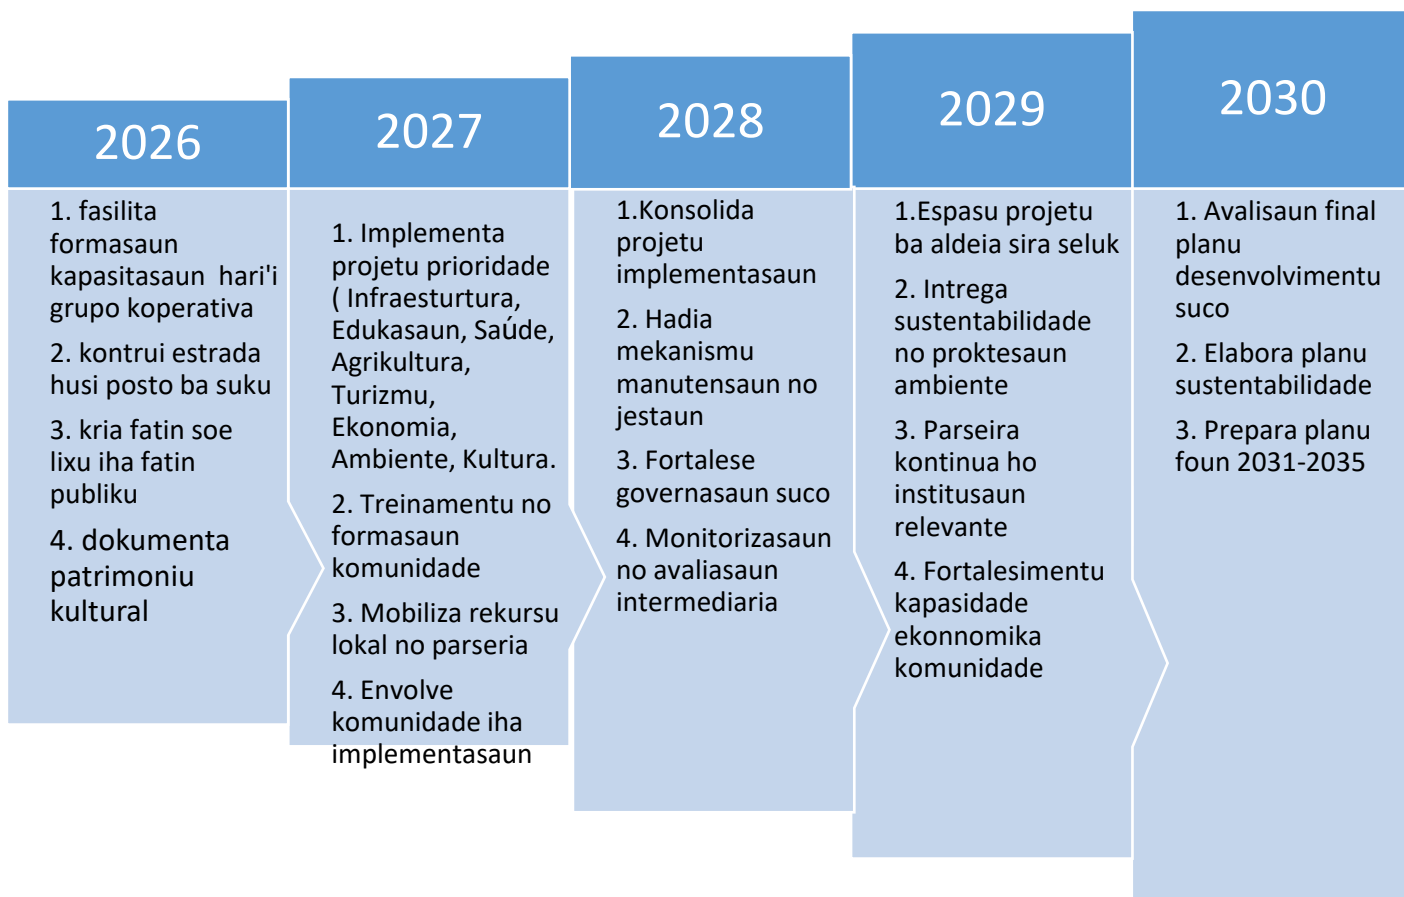 2026
1. fasilita
formasaun
kapasitasaun  hari'i
grupo koperativa
2. kontrui estrada
husi posto ba suku
3. kria fatin soe
lixu iha fatin
publiku
4. dokumenta
patrimoniu
kultural
2027
1. Implementa
projetu prioridade
( Infraesturtura,
Edukasaun, Saúde,
Agrikultura,
Turizmu,
Ekonomia,
Ambiente, Kultura.
2. Treinamentu no
formasaun
komunidade
3. Mobiliza rekursu
lokal no parseria
4. Envolve
komunidade iha
implementasaun
2028
1.Konsolida
projetu
implementasaun
2. Hadia
mekanismu
manutensaun no
jestaun
3. Fortalese
governasaun suco
4. Monitorizasaun
no avaliasaun
intermediaria
2029
1.Espasu projetu
ba aldeia sira seluk
2. Intrega
sustentabilidade
no proktesaun
ambiente
3. Parseira
kontinua ho
institusaun
relevante
4. Fortalesimentu
kapasidade
ekonnomika
komunidade
2030
1. Avalisaun final
planu
desenvolvimentu
suco
2. Elabora planu
sustentabilidade
3. Prepara planu
foun 2031-2035